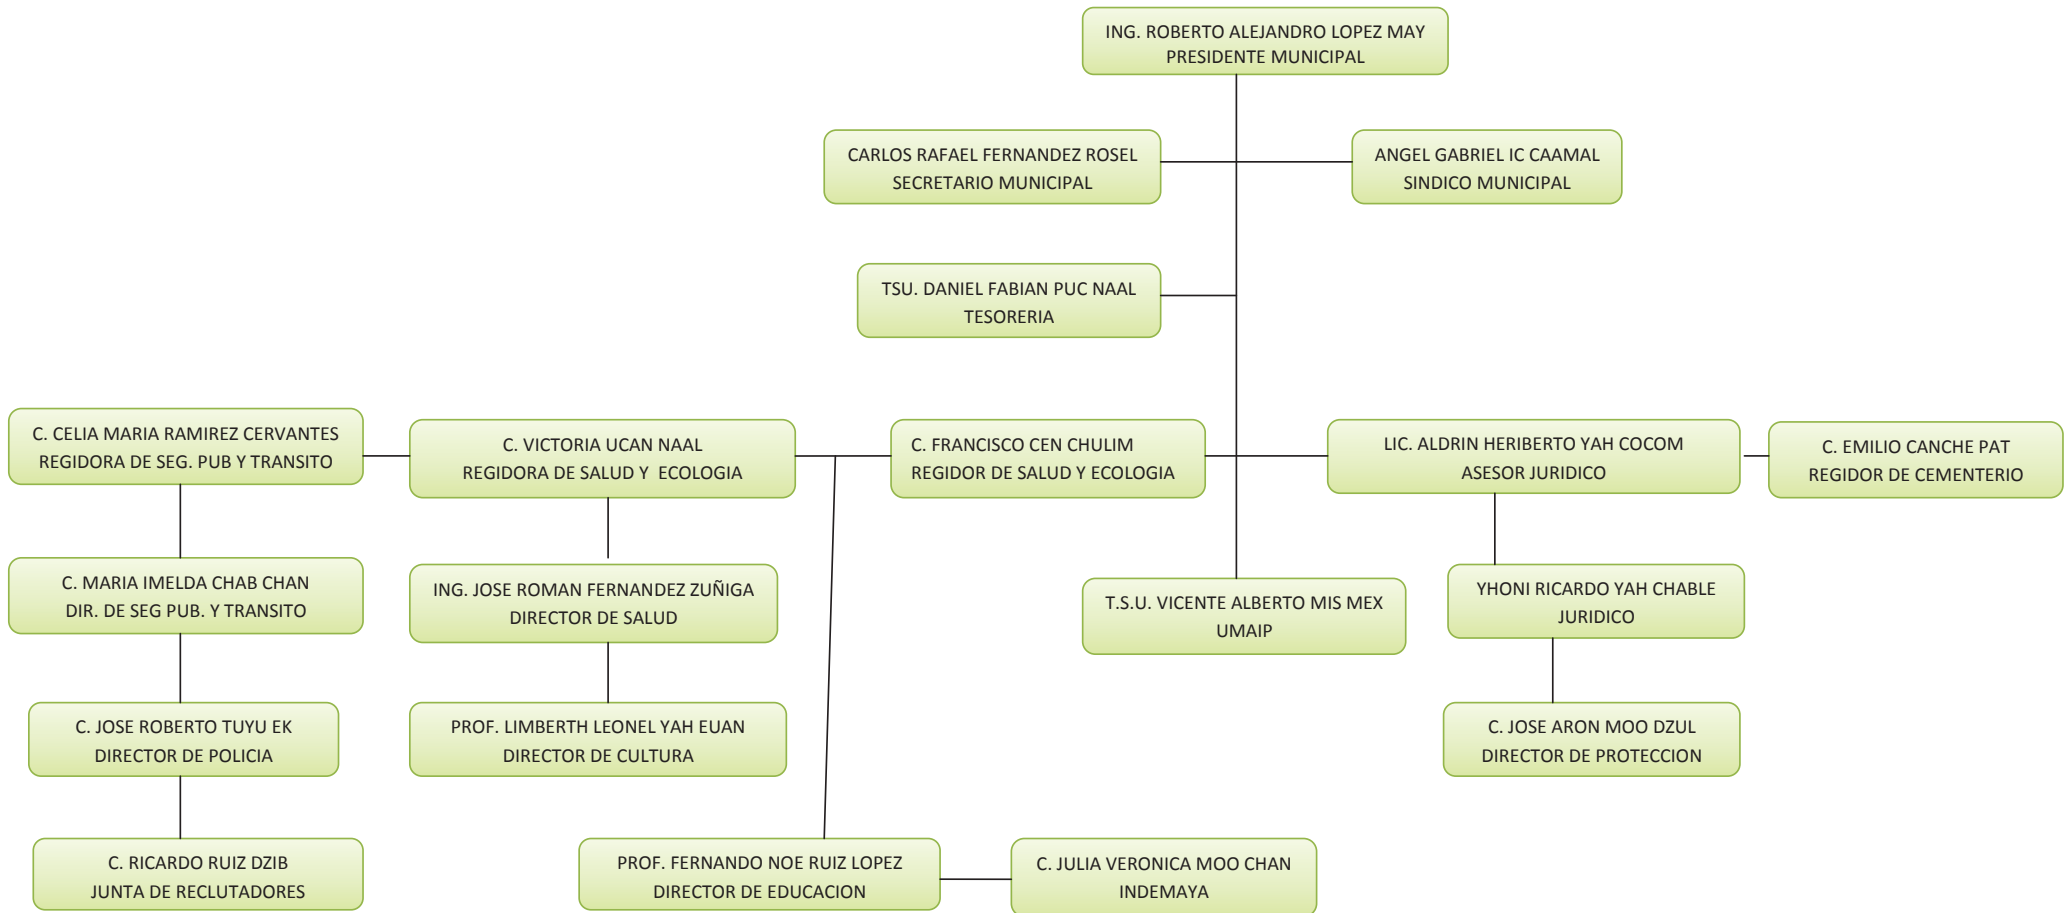 ING. ROBERTO ALEJANDRO LOPEZ MAY
PRESIDENTE MUNICIPAL
CARLOS RAFAEL FERNANDEZ ROSEL
SECRETARIO MUNICIPAL
ANGEL GABRIEL IC CAAMAL
SINDICO MUNICIPAL
TSU. DANIEL FABIAN PUC NAAL
TESORERIA
C. CELIA MARIA RAMIREZ CERVANTES
REGIDORA DE SEG. PUB Y TRANSITO
C. VICTORIA UCAN NAAL
REGIDORA DE SALUD Y ECOLOGIA
C. FRANCISCO CEN CHULIM
REGIDOR DE SALUD Y ECOLOGIA
LIC. ALDRIN HERIBERTO YAH COCOM
ASESOR JURIDICO
C. EMILIO CANCHE PAT
REGIDOR DE CEMENTERIO
C. MARIA IMELDA CHAB CHAN
DIR. DE SEG PUB. Y TRANSITO
ING. JOSE ROMAN FERNANDEZ ZUÑIGA
DIRECTOR DE SALUD
T.S.U. VICENTE ALBERTO MIS MEX
UMAIP
YHONI RICARDO YAH CHABLE
JURIDICO
C. JOSE ROBERTO TUYU EK
DIRECTOR DE POLICIA
PROF. LIMBERTH LEONEL YAH EUAN
DIRECTOR DE CULTURA
C. JOSE ARON MOO DZUL
DIRECTOR DE PROTECCION
C. RICARDO RUIZ DZIB
JUNTA DE RECLUTADORES
PROF. FERNANDO NOE RUIZ LOPEZ
DIRECTOR DE EDUCACION
C. JULIA VERONICA MOO CHAN
INDEMAYA